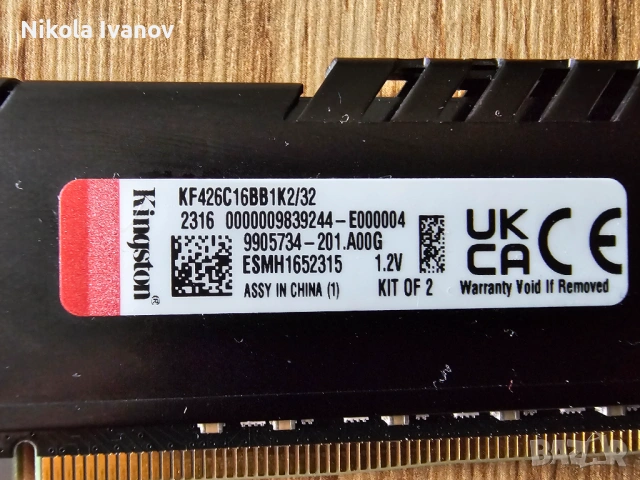 Nikola Ivanov
Kingston
KF426C16BB1K2/32
2316 0000009839244-E000004
9905734-201.A00G
ESMH1652315 1.2V
ASSY IN CHINA (1) KIT OF 2
UK
CA CE
Warranty Void If Removed
BAZAR